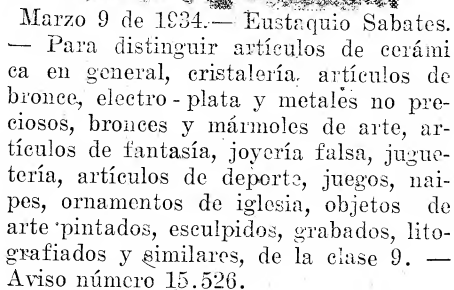 Marzo 9 de 1934.— Eustaquio Sabates.
— Para distinguir artículos de cerámi
ca en general, cristalería, artículos de
bronce, electro - plata y metales no pre-
ciosos, bronces y mármoles de arte, ar-
tículos de fantasía, joyería falsa, jugue-
tería, artículos de deporte, juegos, nai-
pes, ornamentos de iglesia, objetos de
arte pintados, esculpidos, grabados, lito-
grafiados y similares, de la clase 9. —
Aviso número 15.526.